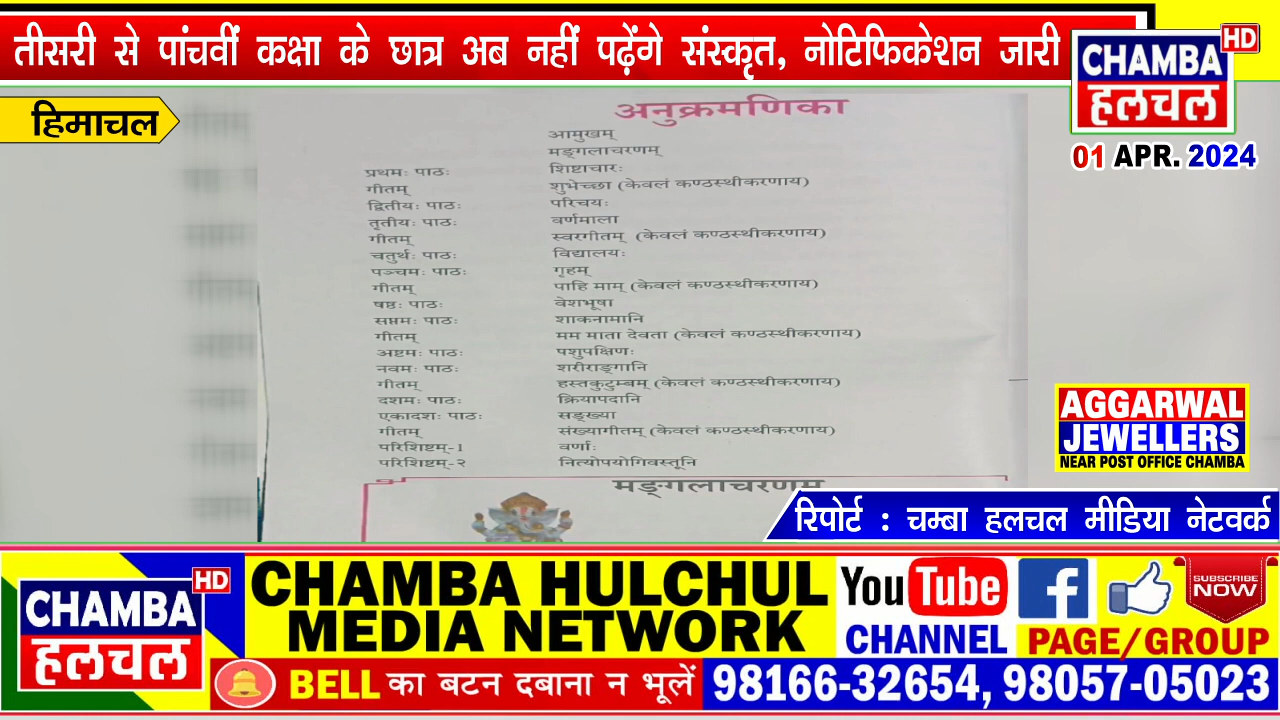 तीसरी से पांचवीं कक्षा के छात्र अब नहीं पढ़ेंगे संस्कृत, नोटिफिकेशन जारी
CHAMBA HD
हलचल
हिमाचल
01 APR. 2024
अनुक्रमणिका
आमुखम्
मङ्गलाचरणम्
प्रथमः पाठः शिष्टाचारः
गीतम् शुभेच्छा (केवलं कण्ठस्थीकरणाय)
द्वितीयः पाठः परिचयः
तृतीयः पाठः वर्णमाला
गीतम् स्वरगीतम् (केवलं कण्ठस्थीकरणाय)
चतुर्थः पाठः विद्यालयः
पञ्चमः पाठः गृहम्
गीतम् पाहि माम् (केवलं कण्ठस्थीकरणाय)
षष्ठः पाठः वेशभूषा
सप्तमः पाठः शाकनामानि
गीतम् मम माता देवता (केवलं कण्ठस्थीकरणाय)
अष्टमः पाठः पशुपक्षिणः
नवमः पाठः शरीराङ्गानि
गीतम् हस्तकुटुम्बम् (केवलं कण्ठस्थीकरणाय)
दशमः पाठः क्रियापदानि
एकादशः पाठः सङ्ख्या
गीतम् संख्यागीतम् (केवलं कण्ठस्थीकरणाय)
परिशिष्टम्-1 वर्णाः
परिशिष्टम्-२ नित्योपयोगिवस्तूनि
मङ्गलाचरणम्
AGGARWAL
JEWELLERS
NEAR POST OFFICE CHAMBA
रिपोर्ट : चम्बा हलचल मीडिया नेटवर्क
CHAMBA HD
हलचल
CHAMBA HULCHUL
MEDIA NETWORK
YouTube
CHANNEL
f
SUBSCRIBE
NOW
PAGE/GROUP
BELL का बटन दबाना न भूलें
98166-32654, 98057-05023